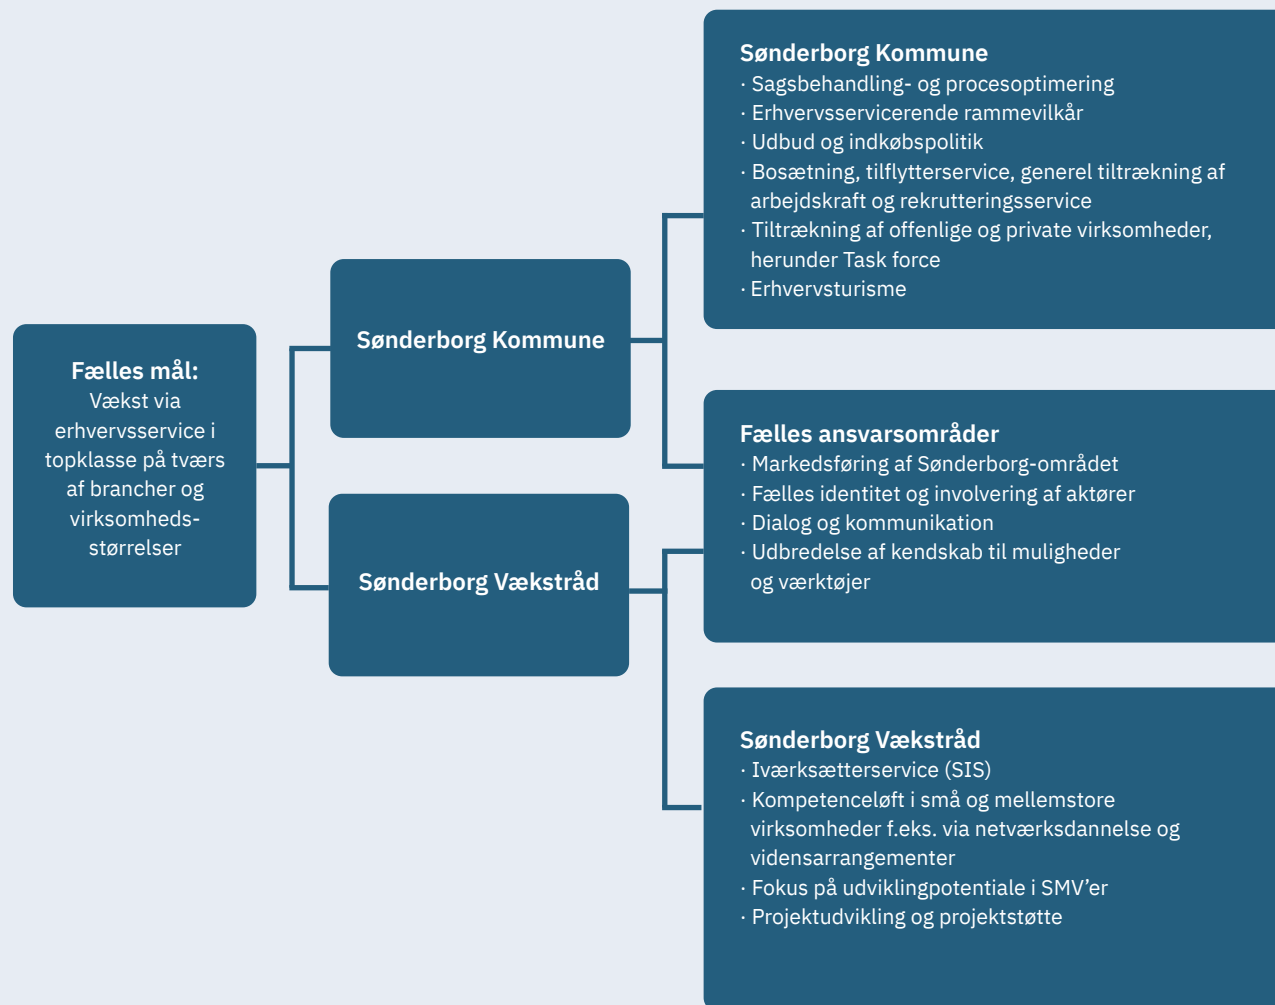 Fælles mål:
Vækst via
erhvervsservice i
topklasse på tværs
af brancher og
virksomheds-
størrelser
Sønderborg Kommune
Sønderborg Vækstråd
Sønderborg Kommune
· Sagsbehandling- og procesoptimering
· Erhvervsservicerende rammevilkår
· Udbud og indkøbspolitik
· Bosætning, tilflytterservice, generel tiltrækning af
arbejdskraft og rekrutteringsservice
· Tiltrækning af offenlige og private virksomheder,
herunder Task force
· Erhvervsturisme
Fælles ansvarsområder
· Markedsføring af Sønderborg-området
· Fælles identitet og involvering af aktører
· Dialog og kommunikation
· Udbredelse af kendskab til muligheder
og værktøjer
Sønderborg Vækstråd
· Iværksætterservice (SIS)
· Kompetenceløft i små og mellemstore
virksomheder f.eks. via netværksdannelse og
vidensarrangementer
· Fokus på udviklingpotentiale i SMV’er
· Projektudvikling og projektstøtte